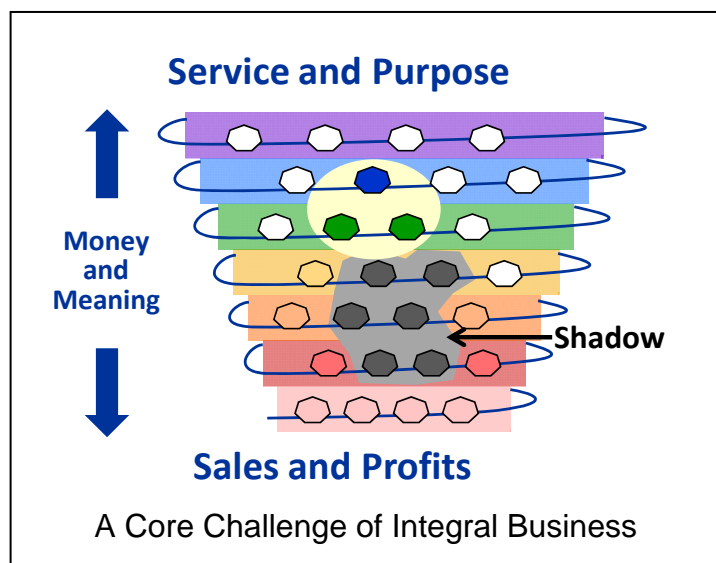 Service and Purpose
Money
and
Meaning
Shadow
Sales and Profits
A Core Challenge of Integral Business